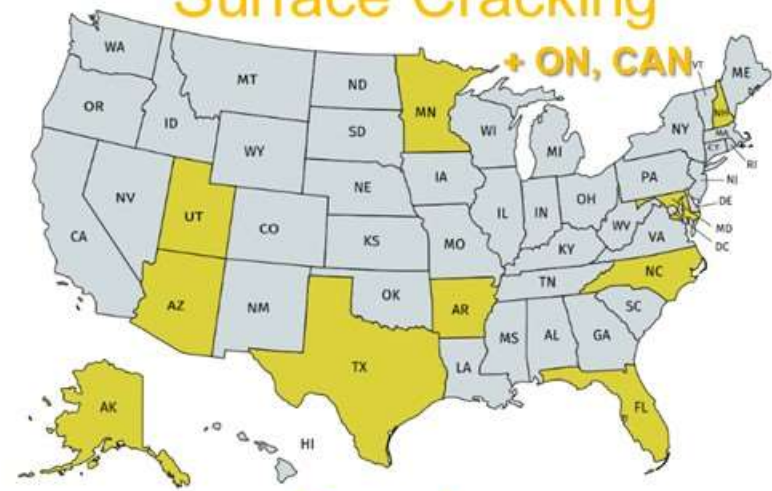 Surface Cracking
+ ON, CAN
WA
MT
ND
MN
VT
ME
OR
ID
SD
WI
NH
WY
MI
NY
MA
CT
RI
NV
UT
NE
IA
PA
NJ
CA
CO
IL
IN
OH
DE
KS
MO
WV
VA
MD
DC
KY
AZ
NM
OK
AR
TN
NC
SC
TX
MS
AL
GA
LA
AK
FL
HI